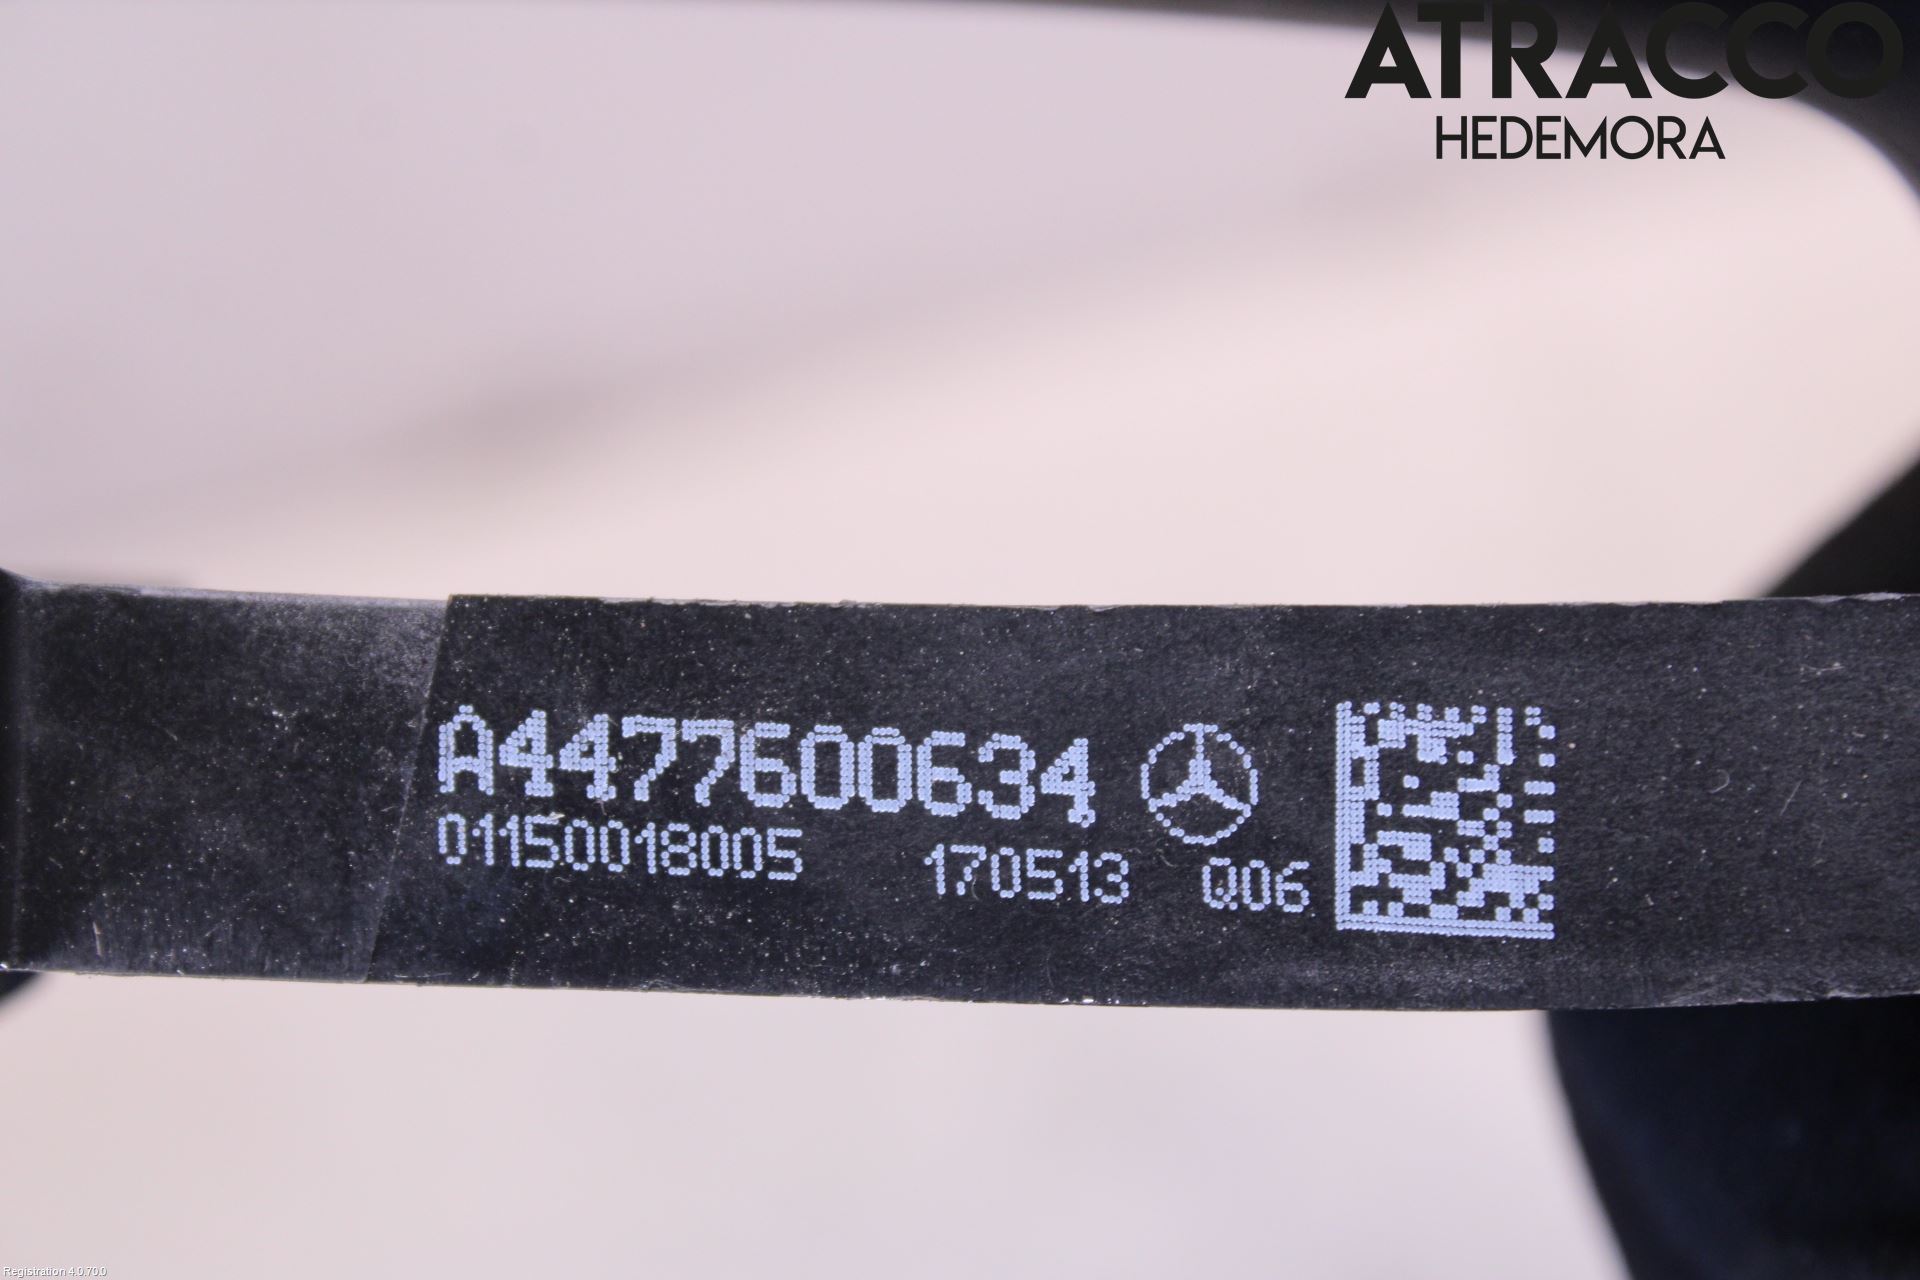 ATRACCO
HEDEMORA
A4477600634
01150018005 170513 Q06
Registration 4.0.70.0